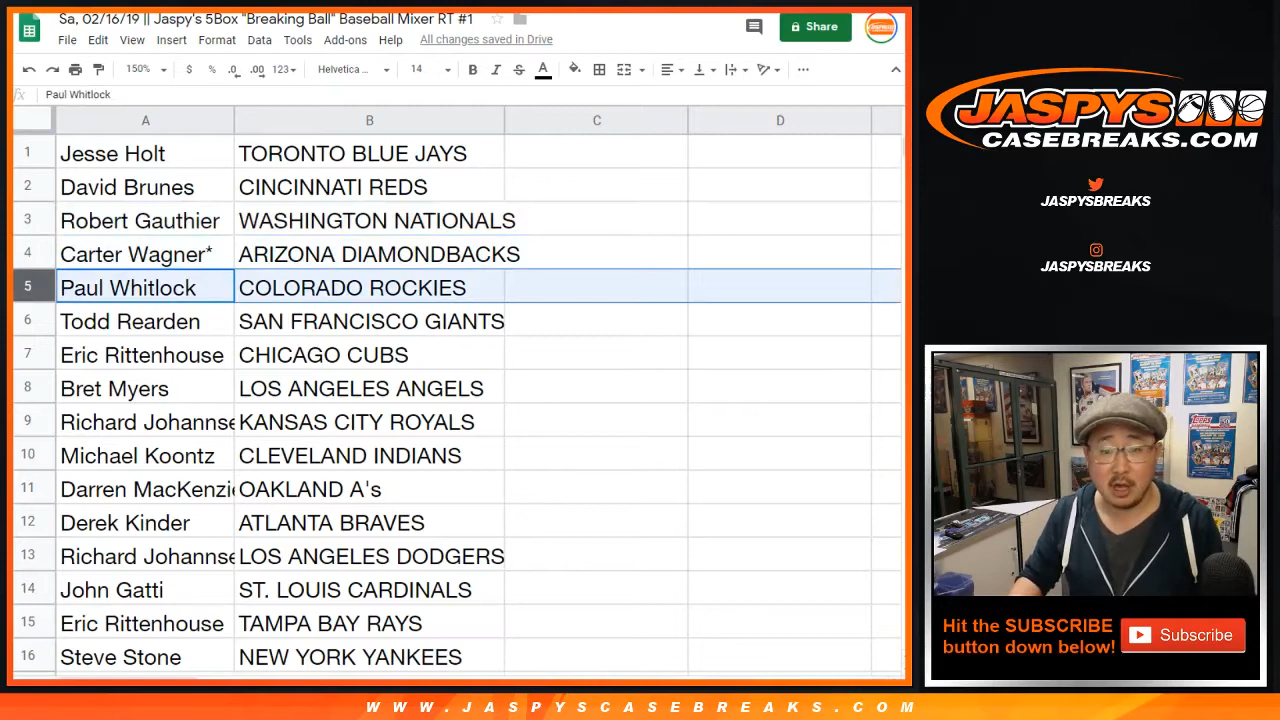 Sa, 02/16/19 || Jaspy's 5Box "Breaking Ball" Baseball Mixer RT #1
File Edit View Insert Format Data Tools Add-ons Help All changes saved in Drive
Share
150% $ % .0 .00 123 Helvetica ... 14 B I S A
fx Paul Whitlock
A B C D
1 Jesse Holt TORONTO BLUE JAYS
2 David Brunes CINCINNATI REDS
3 Robert Gauthier WASHINGTON NATIONALS
4 Carter Wagner* ARIZONA DIAMONDBACKS
5 Paul Whitlock COLORADO ROCKIES
6 Todd Rearden SAN FRANCISCO GIANTS
7 Eric Rittenhouse CHICAGO CUBS
8 Bret Myers LOS ANGELES ANGELS
9 Richard Johannse KANSAS CITY ROYALS
10 Michael Koontz CLEVELAND INDIANS
11 Darren MacKenzie OAKLAND A's
12 Derek Kinder ATLANTA BRAVES
13 Richard Johannse LOS ANGELES DODGERS
14 John Gatti ST. LOUIS CARDINALS
15 Eric Rittenhouse TAMPA BAY RAYS
16 Steve Stone NEW YORK YANKEES
JASPYS
CASEBREAKS.COM
JASPYSBREAKS
JASPYSBREAKS
Hit the SUBSCRIBE
button down below!
Subscribe
WWW.JASPYSCASEBREAKS.COM